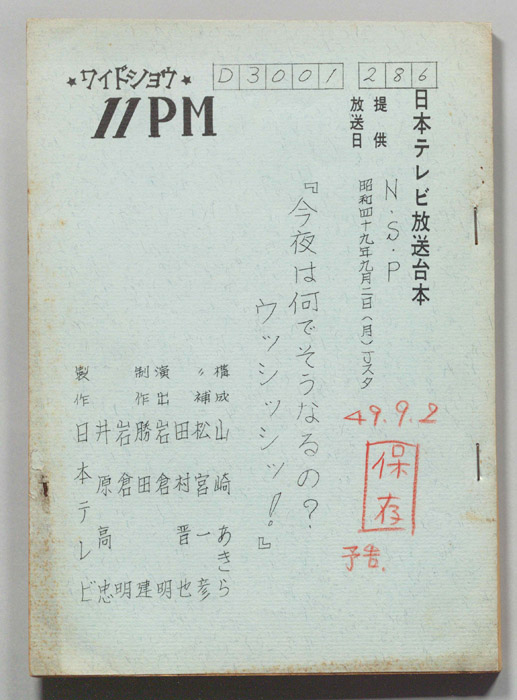 ★ワイドショウ★
11PM
D3001 286
日本テレビ放送台本
提供 N・S・P
放送日 昭和四十九年九月二日(月)Jスタ
『今夜は何でそうなるの?
ウッシッシッ!。』
49.9.2
保存
予告.
構成 山崎あきら
〃補 松宮一彦
田村晋也
演出 岩倉明
制作 勝田建
岩倉明
井原高忠
製作 日本テレビ